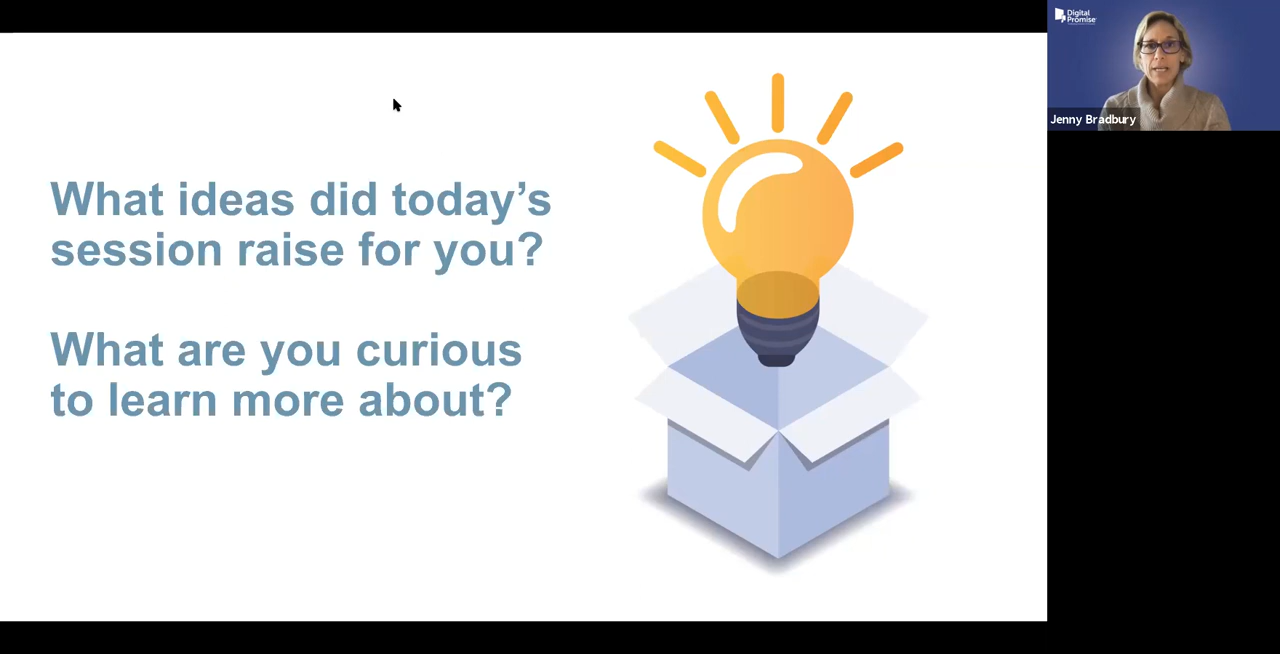 What ideas did today’s
session raise for you?
What are you curious
to learn more about?
Digital
Promise
Jenny Bradbury